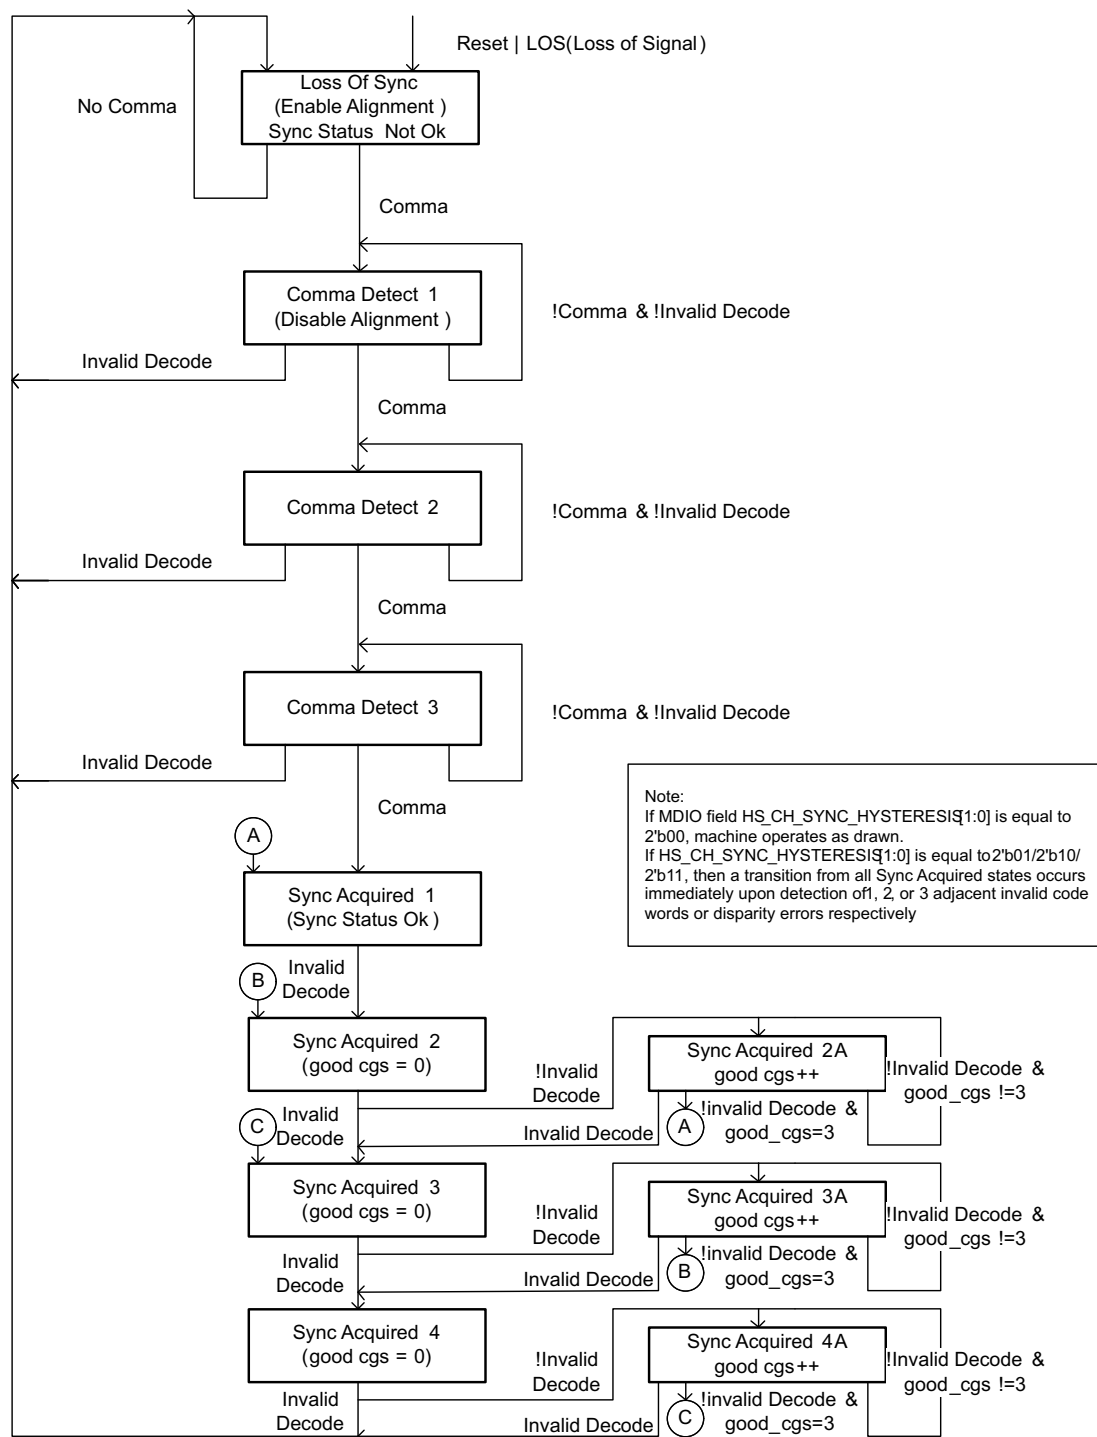 Reset | LOS(Loss of Signal)
Loss Of Sync
(Enable Alignment )
Sync Status Not Ok
No Comma
Comma
Comma Detect 1
(Disable Alignment )
!Comma & !Invalid Decode
Invalid Decode
Comma
Comma Detect 2
!Comma & !Invalid Decode
Invalid Decode
Comma
Comma Detect 3
!Comma & !Invalid Decode
Invalid Decode
Comma
Note:
If MDIO field HS_CH_SYNC_HYSTERESIS[1:0] is equal to
2'b00, machine operates as drawn.
If HS_CH_SYNC_HYSTERESIS[1:0] is equal to2'b01/2'b10/
2'b11, then a transition from all Sync Acquired states occurs
immediately upon detection of1, 2, or 3 adjacent invalid code
words or disparity errors respectively
A
Sync Acquired 1
(Sync Status Ok )
Invalid
Decode
B
Sync Acquired 2
(good cgs = 0)
!Invalid
Decode
Sync Acquired 2A
good cgs++
!Invalid Decode &
good_cgs !=3
Invalid
Decode
Invalid Decode
A
!invalid Decode &
good_cgs=3
C
Sync Acquired 3
(good cgs = 0)
!Invalid
Decode
Sync Acquired 3A
good cgs++
!Invalid Decode &
good_cgs !=3
Invalid
Decode
Invalid Decode
B
!invalid Decode &
good_cgs=3
Sync Acquired 4
(good cgs = 0)
!Invalid
Decode
Sync Acquired 4A
good cgs++
!Invalid Decode &
good_cgs !=3
Invalid
Decode
Invalid Decode
C
!invalid Decode &
good_cgs=3